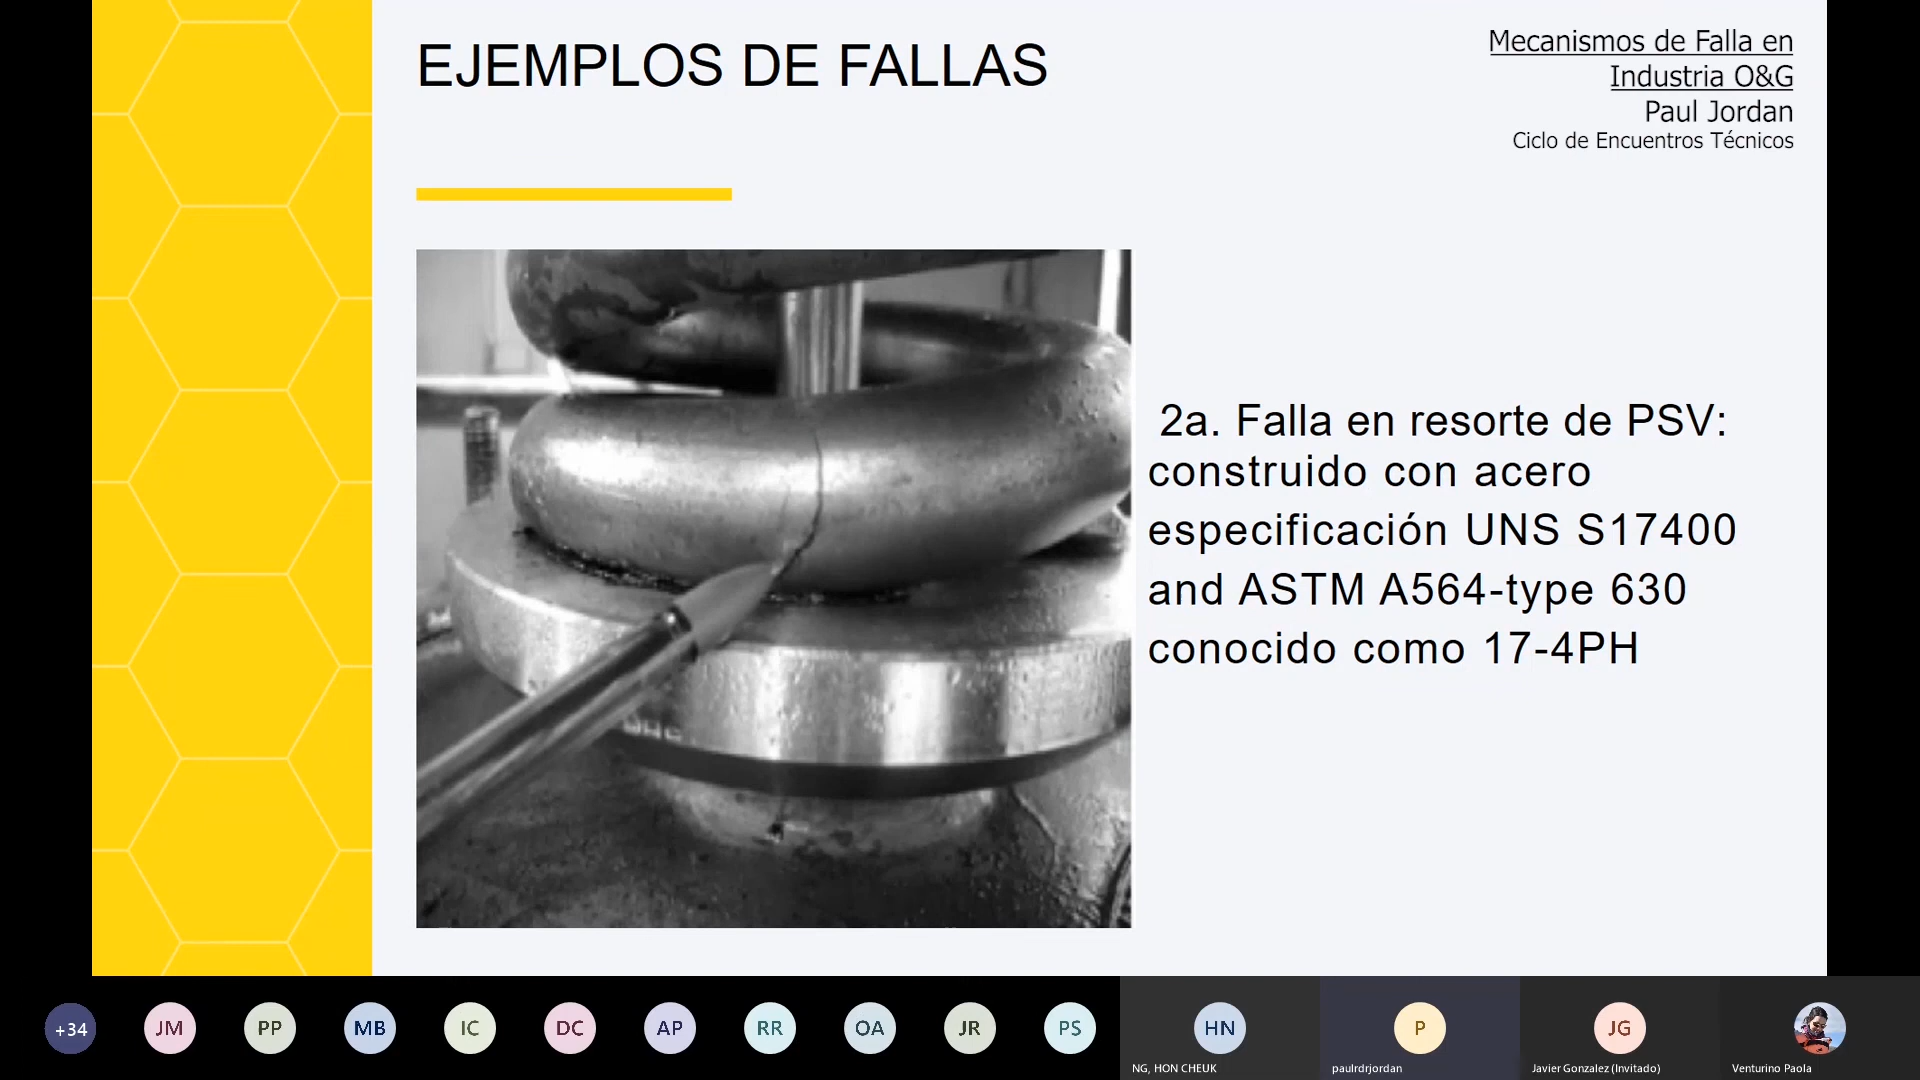 EJEMPLOS DE FALLAS
Mecanismos de Falla en
Industria O&G
Paul Jordan
Ciclo de Encuentros Técnicos
2a. Falla en resorte de PSV:
construido con acero
especificación UNS S17400
and ASTM A564-type 630
conocido como 17-4PH
+34
JM
PP
MB
IC
DC
AP
RR
OA
JR
PS
HN
P
JG
NG, HON CHEUK
paulrdrjordan
Javier Gonzalez (Invitado)
Venturino Paola